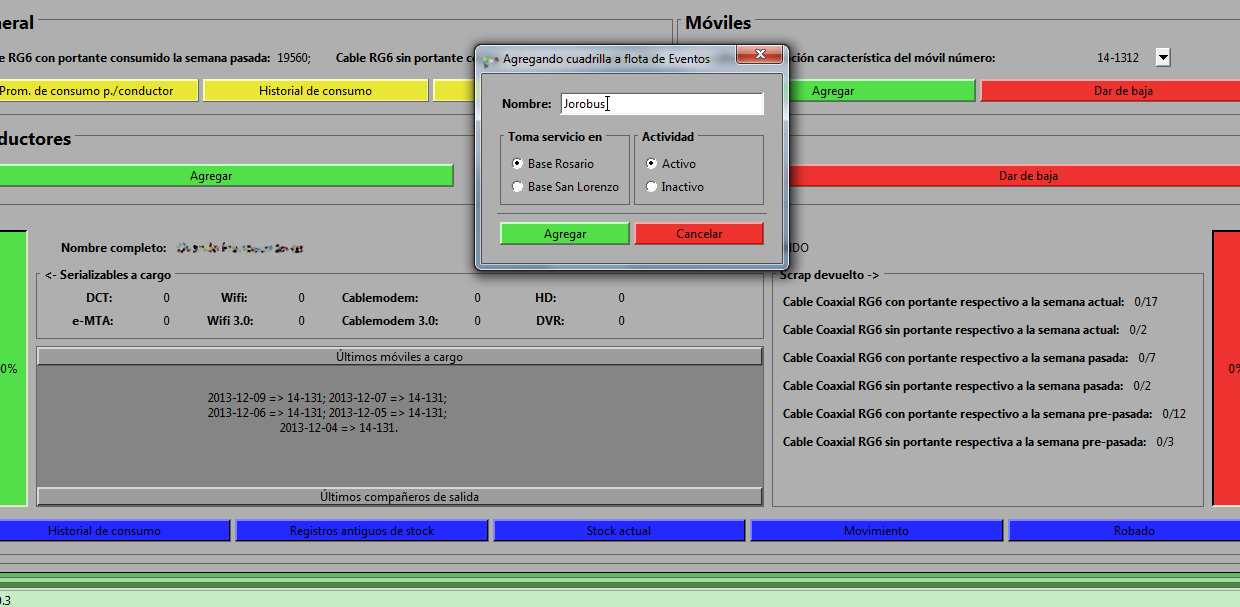 eral
Móviles
e RG6 con portante consumido la semana pasada: 19560; Cable RG6 sin portante
ción característica del móvil número: 14-1312
Prom. de consumo p./conductor
Historial de consumo
Agregar
Dar de baja
ductores
Agregar
Dar de baja
Agregando cuadrilla a flota de Eventos
Nombre: Jorobus
Toma servicio en
Actividad
Base Rosario
Activo
Base San Lorenzo
Inactivo
Agregar
Cancelar
Nombre completo:
<- Serializables a cargo
DCT: 0 Wifi: 0 Cablemodem: 0 HD: 0
e-MTA: 0 Wifi 3.0: 0 Cablemodem 3.0: 0 DVR: 0
Últimos móviles a cargo
2013-12-09 => 14-131; 2013-12-07 => 14-131;
2013-12-06 => 14-131; 2013-12-05 => 14-131;
2013-12-04 => 14-131.
Últimos compañeros de salida
Scrap devuelto ->
Cable Coaxial RG6 con portante respectivo a la semana actual: 0/17
Cable Coaxial RG6 sin portante respectivo a la semana actual: 0/2
Cable Coaxial RG6 con portante respectivo a la semana pasada: 0/7
Cable Coaxial RG6 sin portante respectivo a la semana pasada: 0/2
Cable Coaxial RG6 con portante respectivo a la semana pre-pasada: 0/12
Cable Coaxial RG6 sin portante respectiva a la semana pre-pasada: 0/3
0%
0%
Historial de consumo
Registros antiguos de stock
Stock actual
Movimiento
Robado
0.3